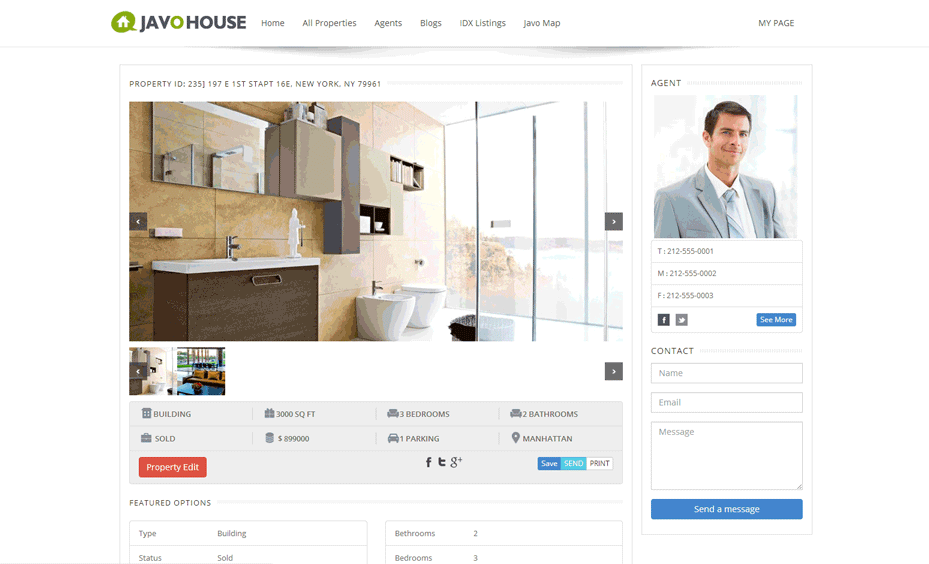 JAVO HOUSE
Home All Properties Agents Blogs IDX Listings Javo Map MY PAGE
PROPERTY ID: 235] 197 E 1ST STAPT 16E, NEW YORK, NY 79961
BUILDING 3000 SQ FT 3 BEDROOMS 2 BATHROOMS
SOLD $ 899000 1 PARKING MANHATTAN
Property Edit
Save SEND PRINT
FEATURED OPTIONS
Type Building
Status Sold
Bethrooms 2
Bedrooms 3
AGENT
T : 212-555-0001
M : 212-555-0002
F : 212-555-0003
See More
CONTACT
Name
Email
Message
Send a message